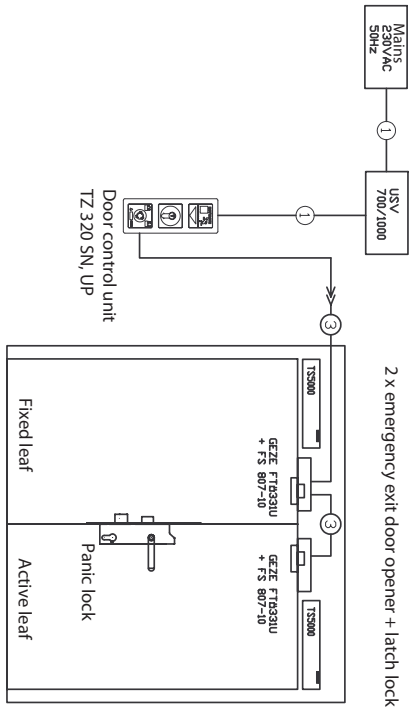 2 x emergency exit door opener + latch lock
Mains
230VAC
50Hz
1
USV
700/1000
1
Door control unit
TZ 320 SN, UP
3
TS5000
GEZE FTÖ331U
+ FS 807-10
3
GEZE FTÖ331U
+ FS 807-10
TS5000
Panic lock
Fixed leaf
Active leaf